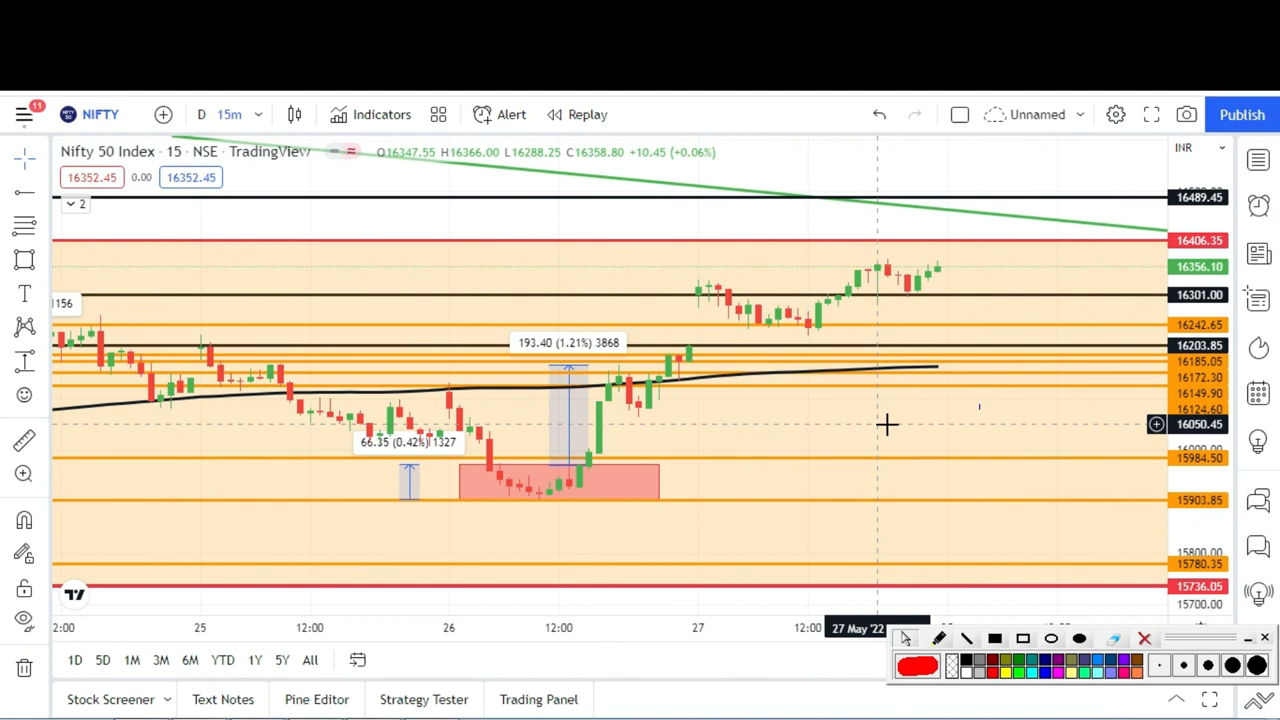 11
NIFTY 50
NIFTY
D 15m
Indicators
Alert
Replay
Unnamed
Publish
Nifty 50 Index · 15 · NSE · TradingView
O16347.55 H16366.00 L16288.25 C16358.80 +10.45 (+0.06%)
INR
16352.45 0.00 16352.45
2
16489.45
16406.35
16356.10
16301.00
1156
16242.65
193.40 (1.21%) 3868
16203.85
16185.05
16172.30
16149.90
16124.60
16050.45
66.35 (0.42%) 1327
16000.00
15984.50
15903.85
15800.00
15780.35
15736.05
15700.00
2:00 25 12:00 26 12:00 27 12:00 27 May '22
1D 5D 1M 3M 6M YTD 1Y 5Y All
Stock Screener Text Notes Pine Editor Strategy Tester Trading Panel